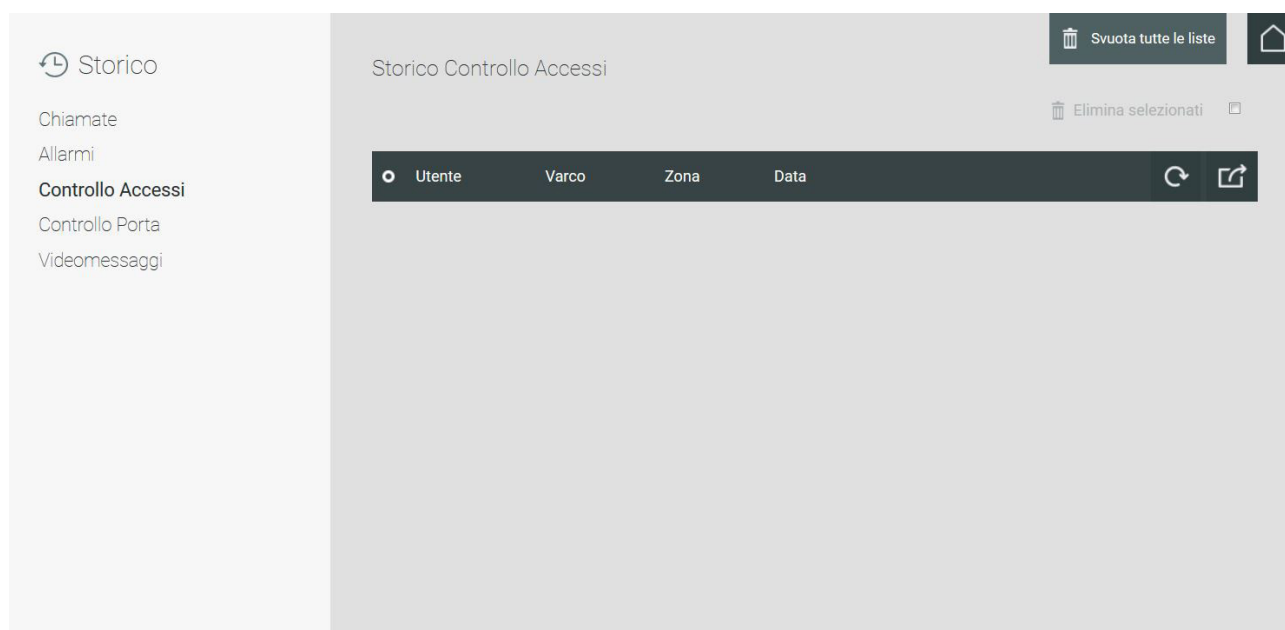 Storico
Chiamate
Allarmi
Controllo Accessi
Controllo Porta
Videomessaggi
Svuota tutte le liste
Storico Controllo Accessi
Elimina selezionati
Utente Varco Zona Data